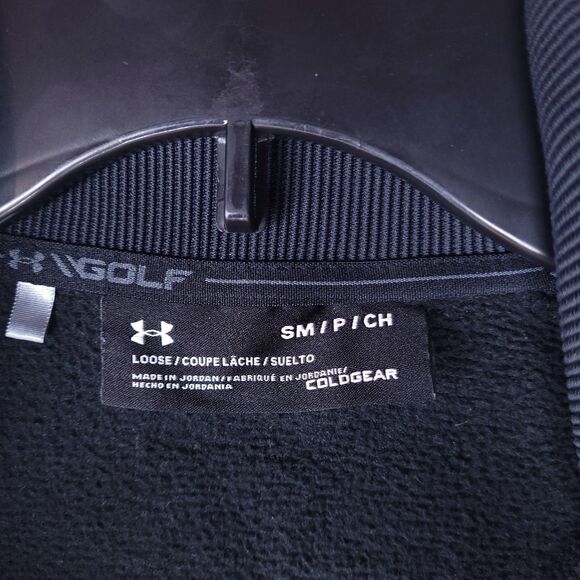 \\GOLF
SM / P / CH
LOOSE / COUPE LÂCHE / SUELTO
MADE IN JORDAN / FABRIQUÉ EN JORDANIE/
HECHO EN JORDANIA
COLDGEAR